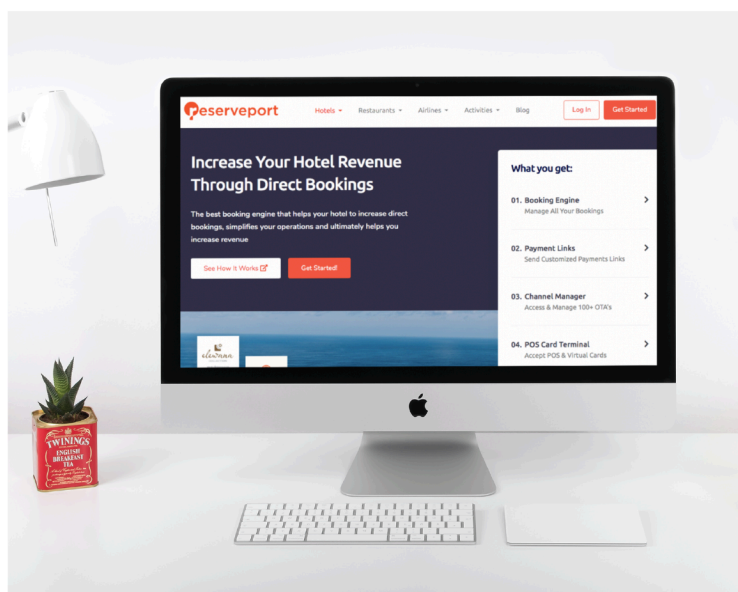 Reserveport
Hotels
Restaurants
Airlines
Activities
Blog
Log In
Get Started
Increase Your Hotel Revenue
Through Direct Bookings
The best booking engine that helps your hotel to increase direct
bookings, simplifies your operations and ultimately helps you
increase revenue
See How It Works
Get Started!
What you get:
01. Booking Engine
Manage All Your Bookings
02. Payment Links
Send Customized Payments Links
03. Channel Manager
Access & Manage 100+ OTA's
04. POS Card Terminal
Accept POS & Virtual Cards
elewana
TWININGS
ENGLISH
BREAKFAST
TEA